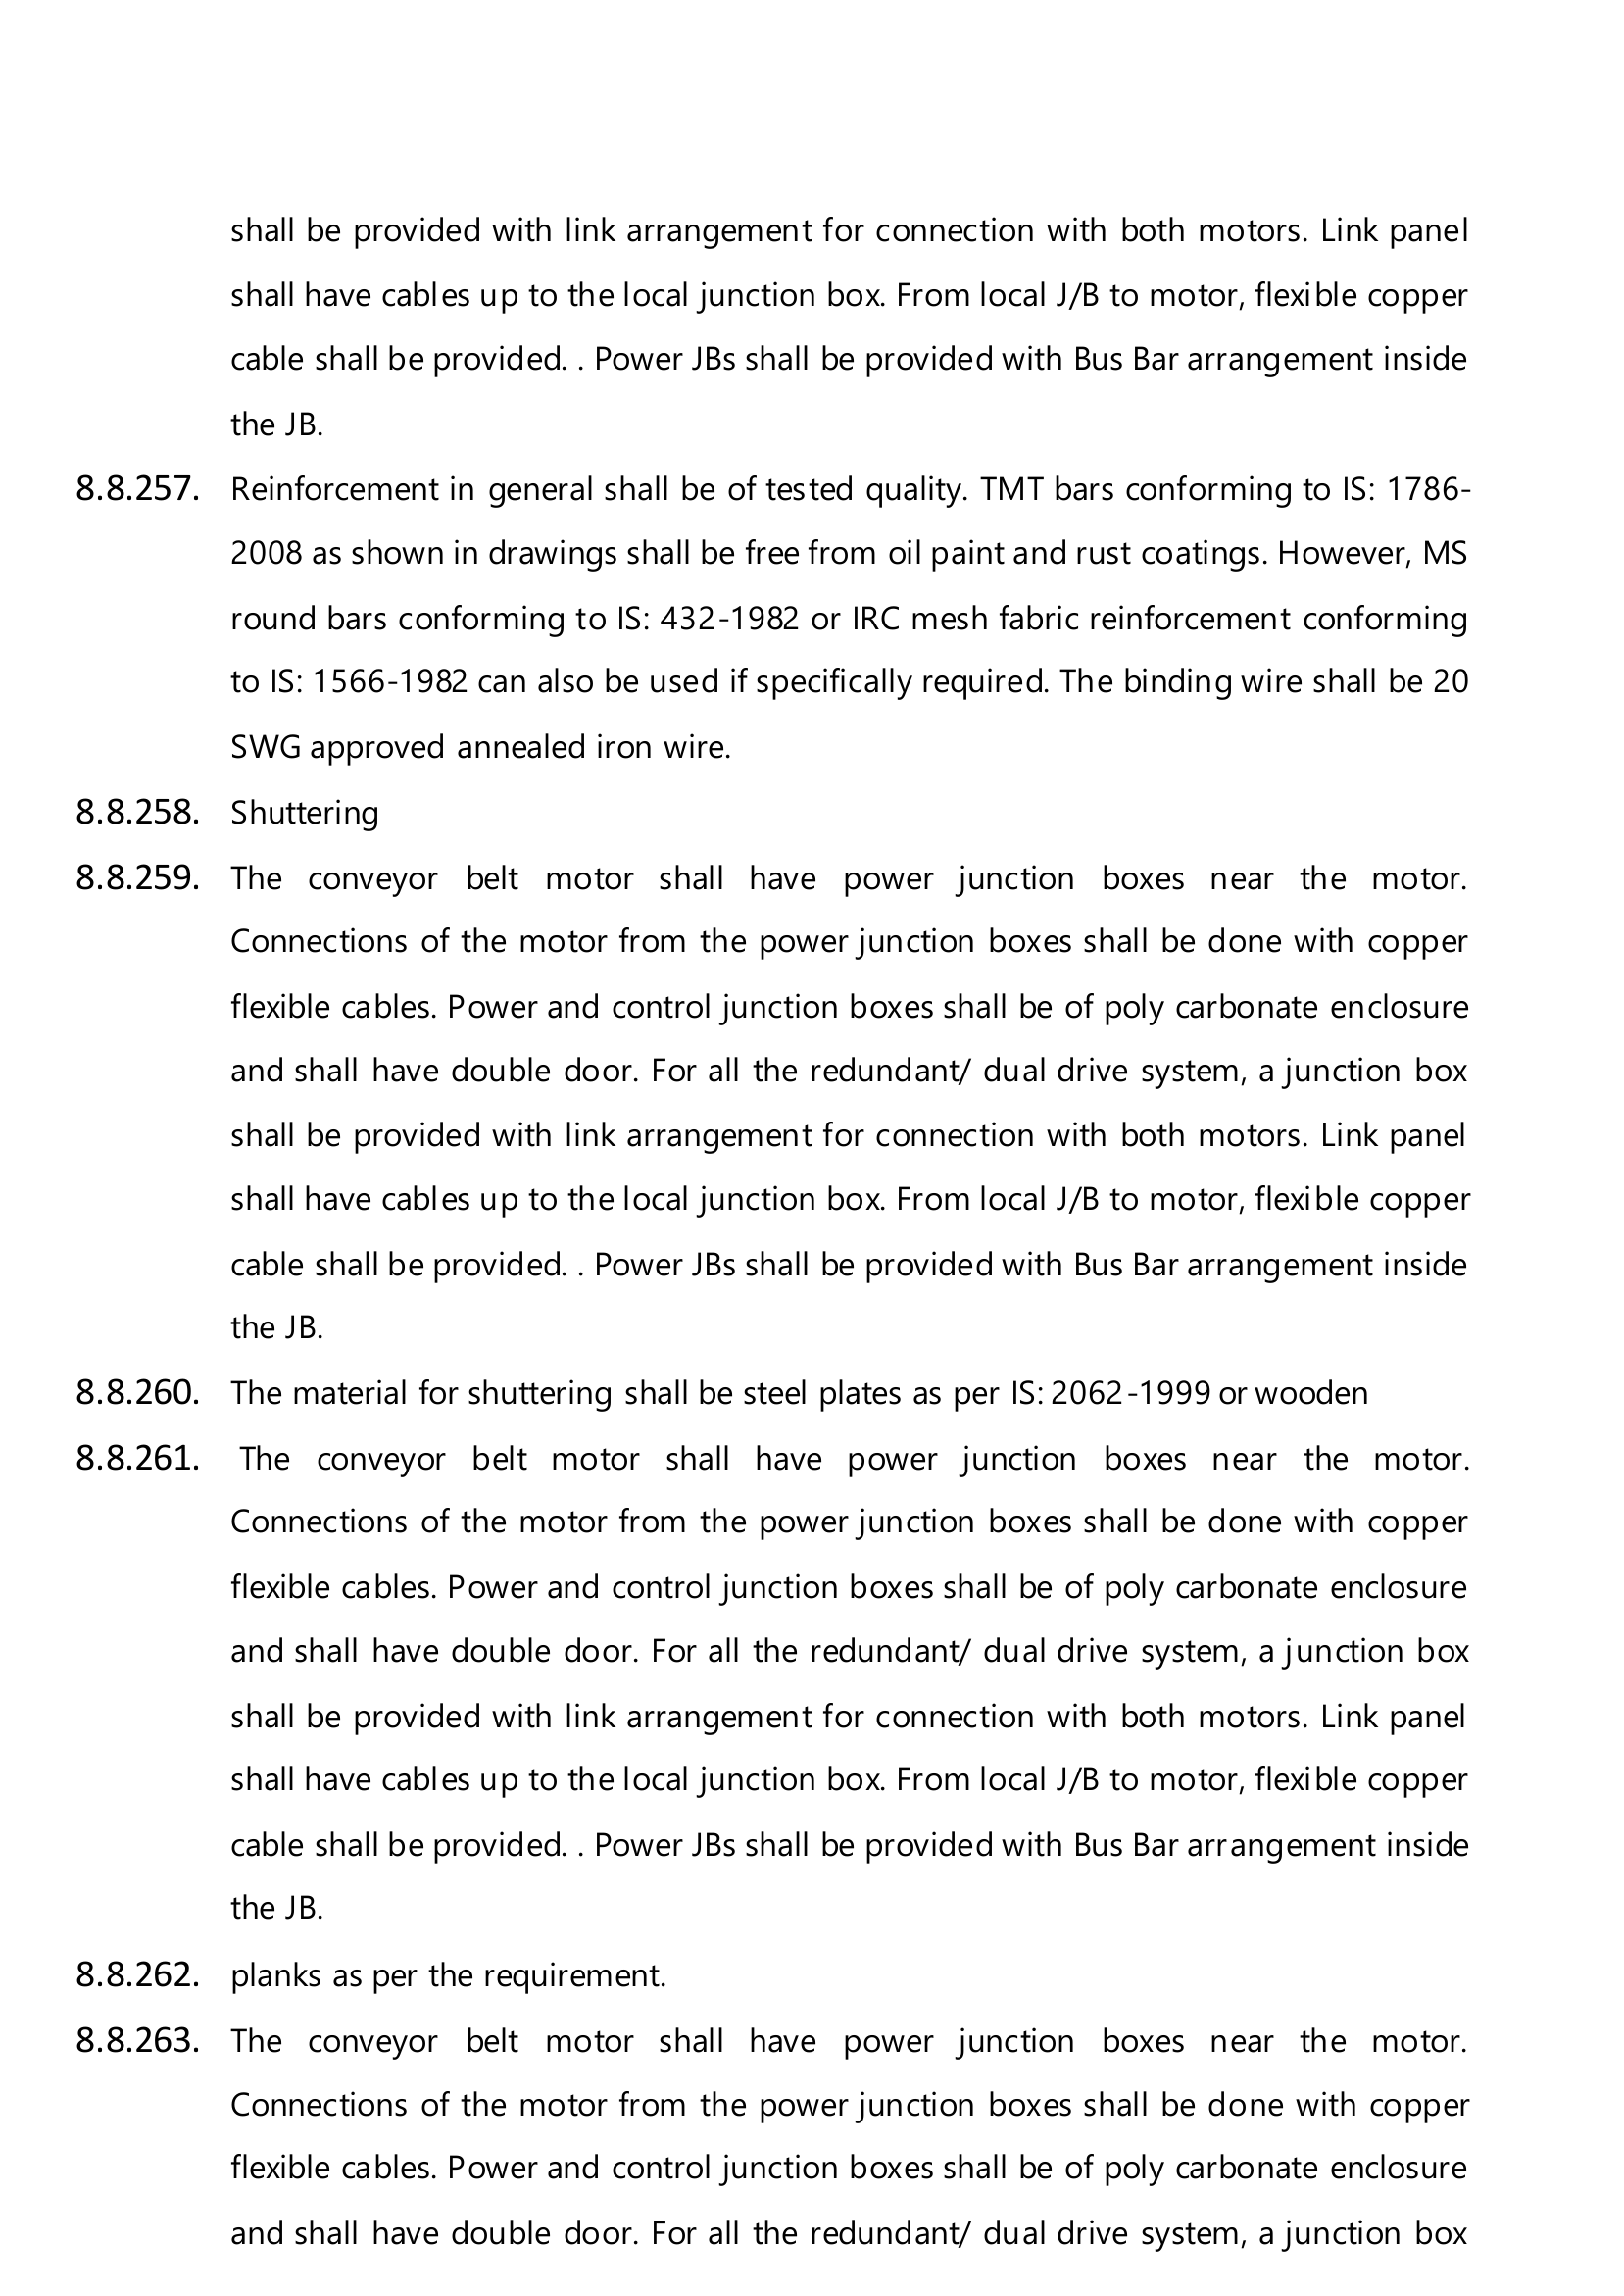 shall be provided with link arrangement for connection with both motors. Link panel
shall have cables up to the local junction box. From local J/B to motor, flexible copper
cable shall be provided. . Power JBs shall be provided with Bus Bar arrangement inside
the JB.
8.8.257. Reinforcement in general shall be of tested quality. TMT bars conforming to IS: 1786-
2008 as shown in drawings shall be free from oil paint and rust coatings. However, MS
round bars conforming to IS: 432-1982 or IRC mesh fabric reinforcement conforming
to IS: 1566-1982 can also be used if specifically required. The binding wire shall be 20
SWG approved annealed iron wire.
8.8.258. Shuttering
8.8.259. The conveyor belt motor shall have power junction boxes near the motor.
Connections of the motor from the power junction boxes shall be done with copper
flexible cables. Power and control junction boxes shall be of poly carbonate enclosure
and shall have double door. For all the redundant/ dual drive system, a junction box
shall be provided with link arrangement for connection with both motors. Link panel
shall have cables up to the local junction box. From local J/B to motor, flexible copper
cable shall be provided. . Power JBs shall be provided with Bus Bar arrangement inside
the JB.
8.8.260. The material for shuttering shall be steel plates as per IS: 2062-1999 or wooden
8.8.261. The conveyor belt motor shall have power junction boxes near the motor.
Connections of the motor from the power junction boxes shall be done with copper
flexible cables. Power and control junction boxes shall be of poly carbonate enclosure
and shall have double door. For all the redundant/ dual drive system, a junction box
shall be provided with link arrangement for connection with both motors. Link panel
shall have cables up to the local junction box. From local J/B to motor, flexible copper
cable shall be provided. . Power JBs shall be provided with Bus Bar arrangement inside
the JB.
8.8.262. planks as per the requirement.
8.8.263. The conveyor belt motor shall have power junction boxes near the motor.
Connections of the motor from the power junction boxes shall be done with copper
flexible cables. Power and control junction boxes shall be of poly carbonate enclosure
and shall have double door. For all the redundant/ dual drive system, a junction box